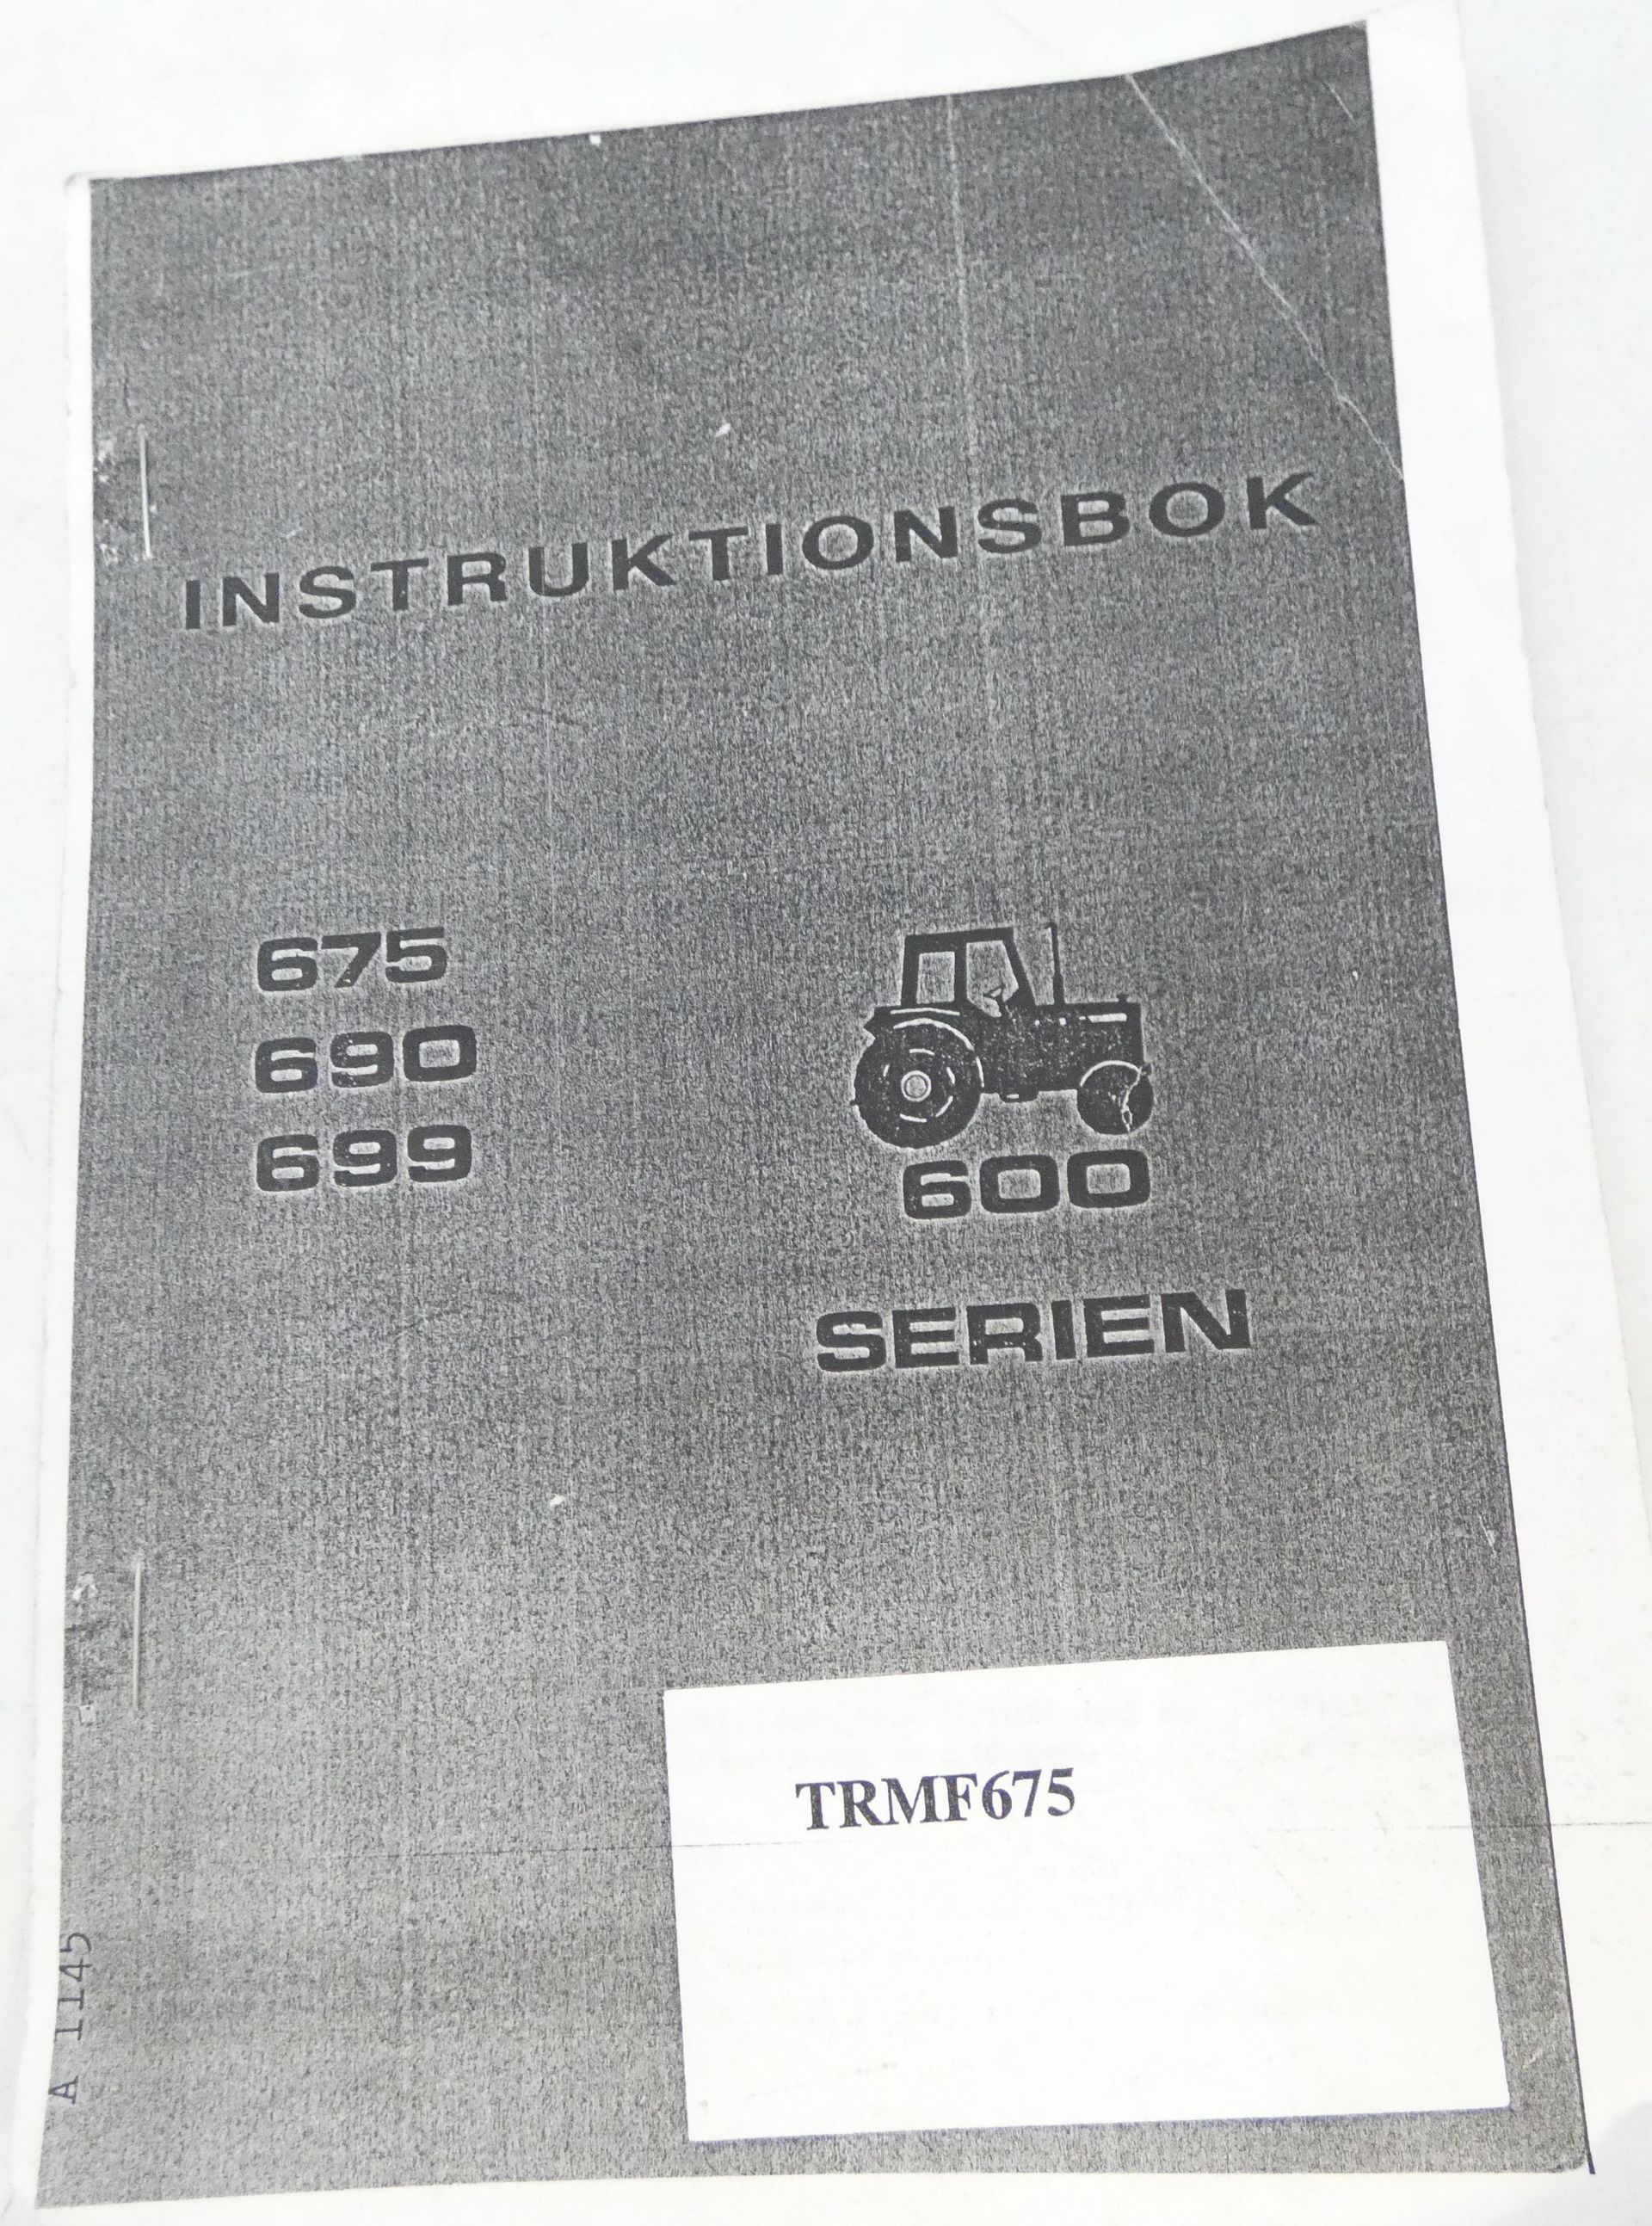 INSTRUKTIONSBOK
675
690
699
600
SERIEN
TRMF675
A 1145